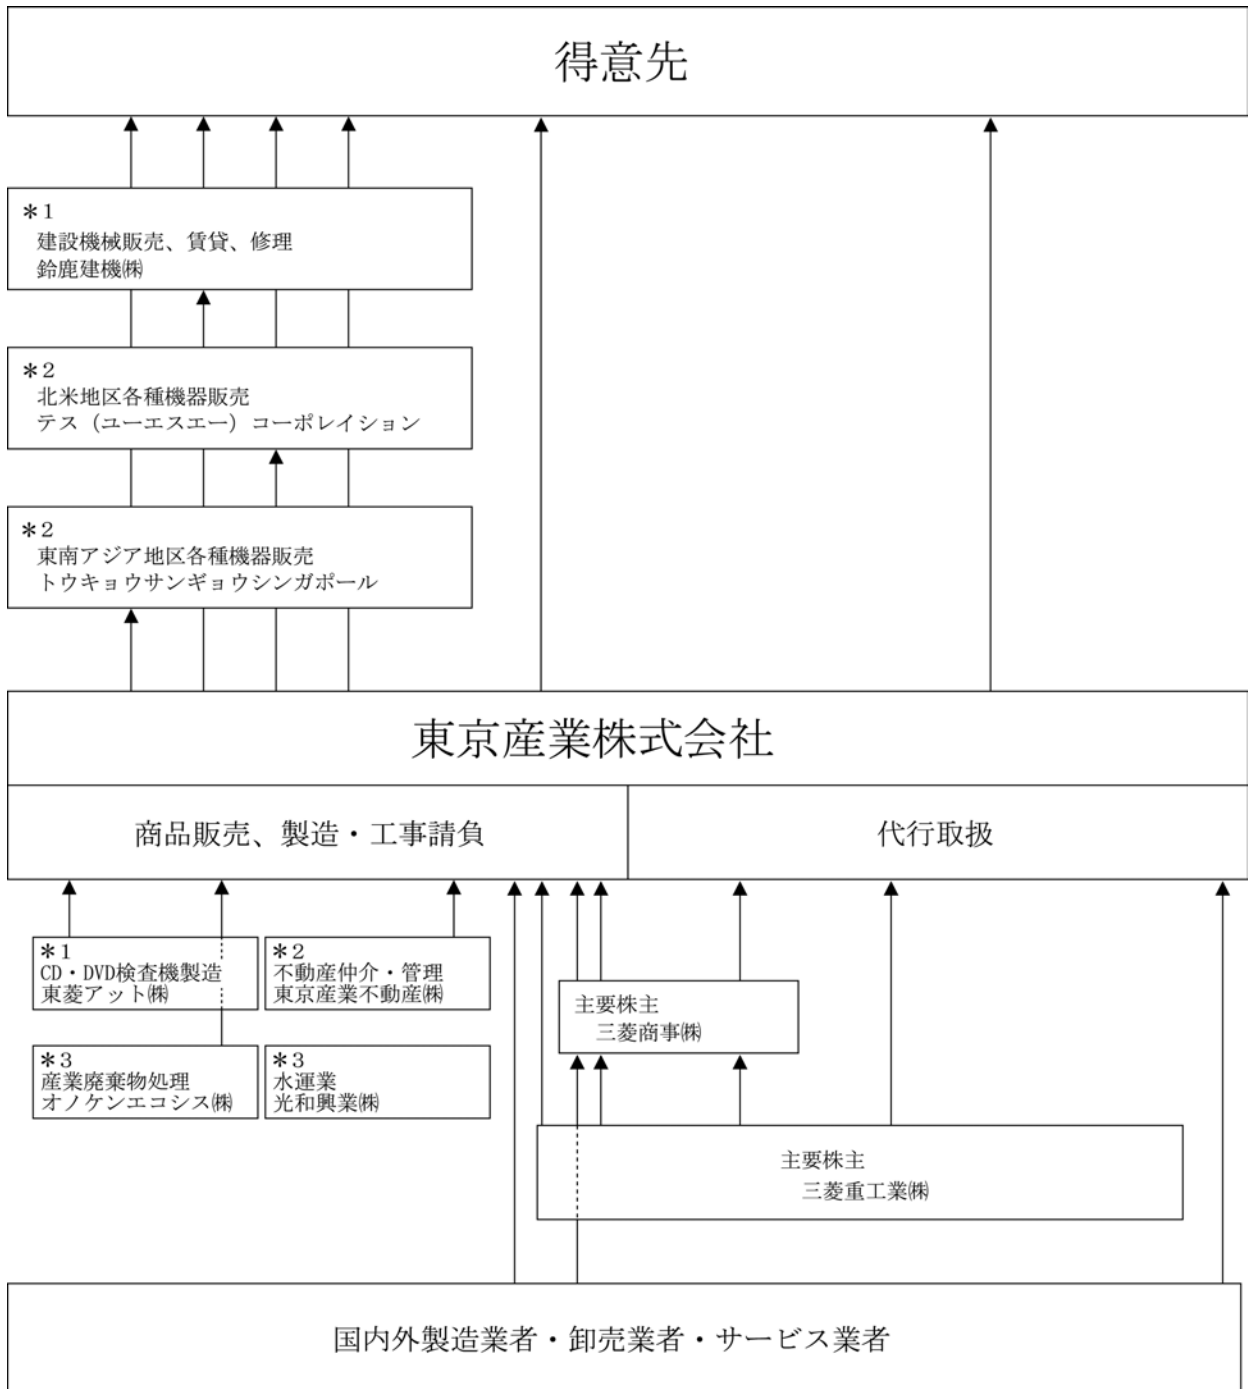 得意先
＊1
建設機械販売、賃貸、修理
鈴鹿建機㈱
＊2
北米地区各種機器販売
テス（ユーエスエー）コーポレイション
＊2
東南アジア地区各種機器販売
トウキョウサンギョウシンガポール
東京産業株式会社
商品販売、製造・工事請負
代行取扱
＊1
CD・DVD検査機製造
東菱アット㈱
＊2
不動産仲介・管理
東京産業不動産㈱
主要株主
三菱商事㈱
＊3
産業廃棄物処理
オノケンエコシス㈱
＊3
水運業
光和興業㈱
主要株主
三菱重工業㈱
国内外製造業者・卸売業者・サービス業者